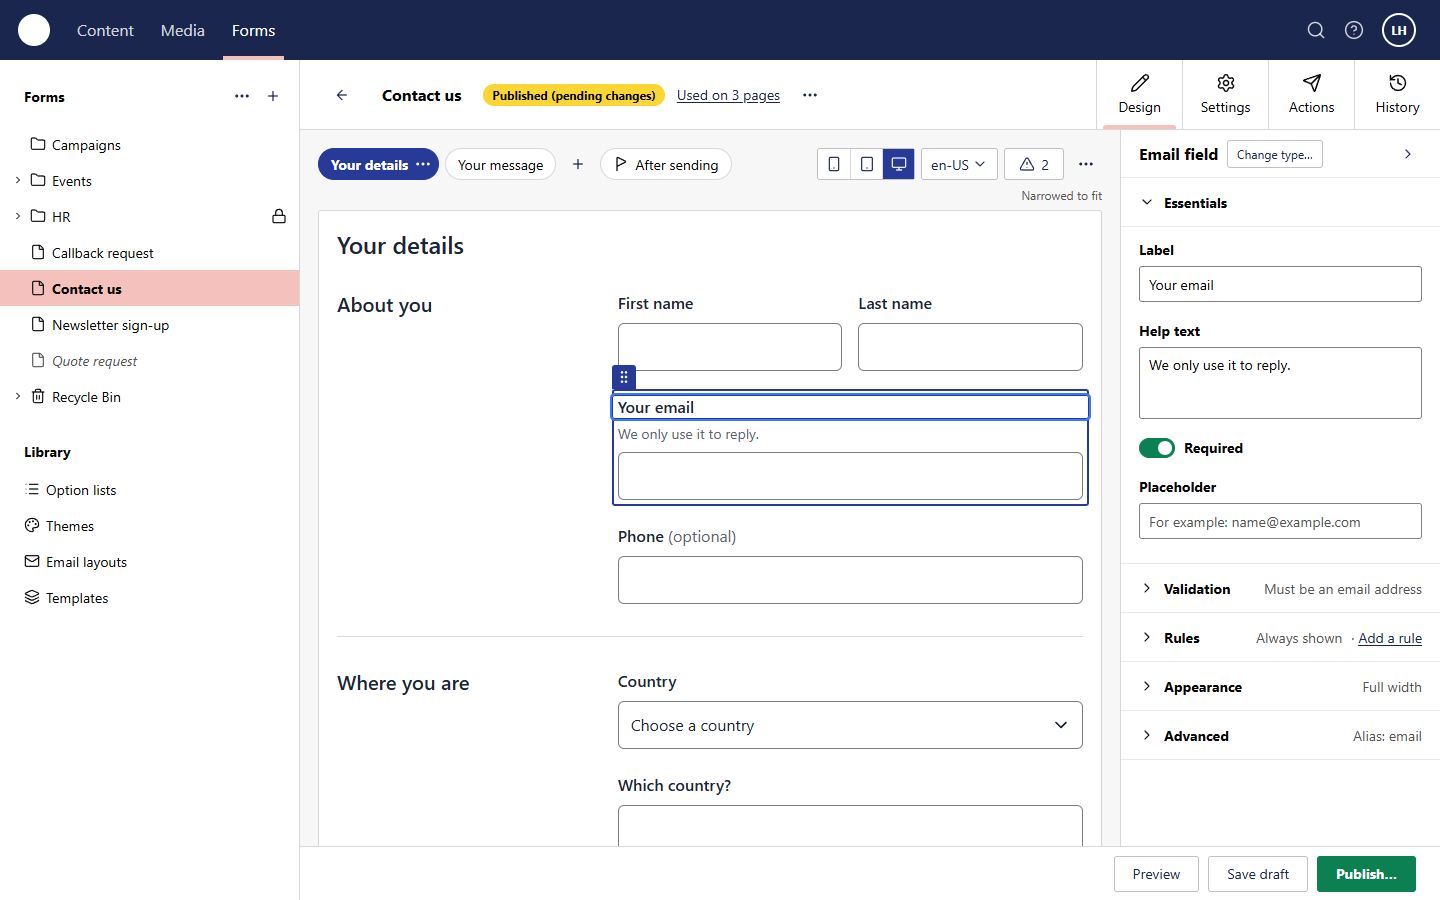 Content
Media
Forms
LH
Forms
Campaigns
Events
HR
Callback request
Contact us
Newsletter sign-up
Quote request
Recycle Bin
Library
Option lists
Themes
Email layouts
Templates
Contact us
Published (pending changes)
Used on 3 pages
Design
Settings
Actions
History
Your details
Your message
After sending
en-US
2
Narrowed to fit
Your details
About you
First name
Last name
Your email
We only use it to reply.
Phone (optional)
Where you are
Country
Choose a country
Which country?
Email field
Change type...
Essentials
Label
Your email
Help text
We only use it to reply.
Required
Placeholder
For example: name@example.com
Validation
Must be an email address
Rules
Always shown · Add a rule
Appearance
Full width
Advanced
Alias: email
Preview
Save draft
Publish...